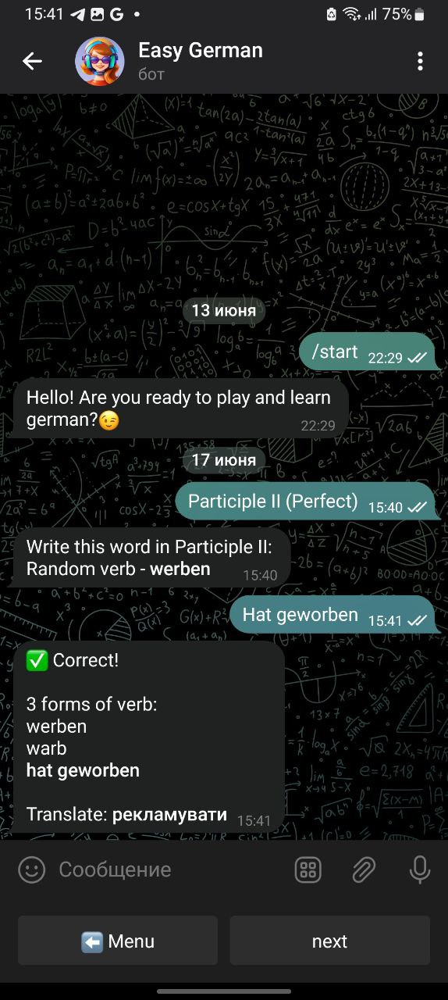 15:41
75%
Easy German
бот
13 июня
/start 22:29
Hello! Are you ready to play and learn
german?😉
22:29
17 июня
Participle II (Perfect) 15:40
Write this word in Participle II:
Random verb - werben 15:40
Hat geworben 15:41
✅ Correct!
3 forms of verb:
werben
warb
hat geworben
Translate: рекламувати 15:41
Сообщение
⬅️ Menu
next